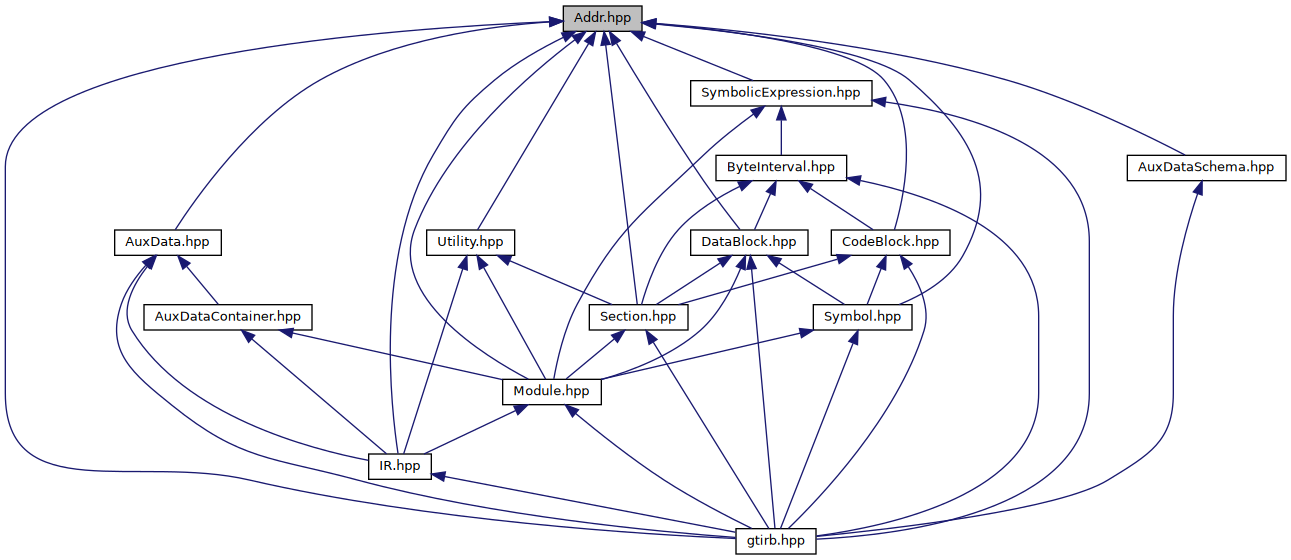 Addr.hpp
SymbolicExpression.hpp
ByteInterval.hpp
AuxDataSchema.hpp
AuxData.hpp
Utility.hpp
DataBlock.hpp
CodeBlock.hpp
AuxDataContainer.hpp
Section.hpp
Symbol.hpp
Module.hpp
IR.hpp
gtirb.hpp